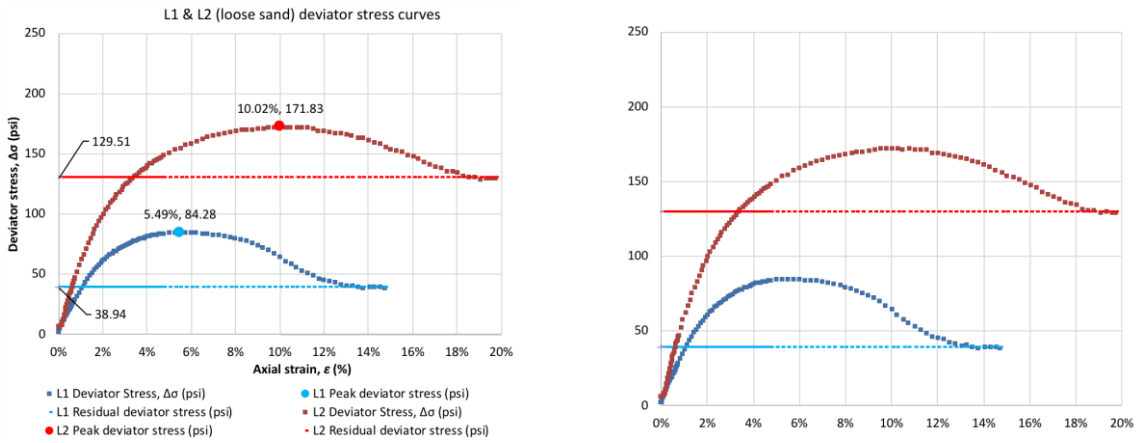 L1 & L2 (loose sand) deviator stress curves
250
200
150
100
50
0
Deviator stress, Δσ (psi)
10.02%, 171.83
129.51
5.49%, 84.28
38.94
0% 2% 4% 6% 8% 10% 12% 14% 16% 18% 20%
Axial strain, ε (%)
L1 Deviator Stress, Δσ (psi)
L1 Peak deviator stress (psi)
L1 Residual deviator stress (psi)
L2 Deviator Stress, Δσ (psi)
L2 Peak deviator stress (psi)
L2 Residual deviator stress (psi)
250
200
150
100
50
0
0% 2% 4% 6% 8% 10% 12% 14% 16% 18% 20%